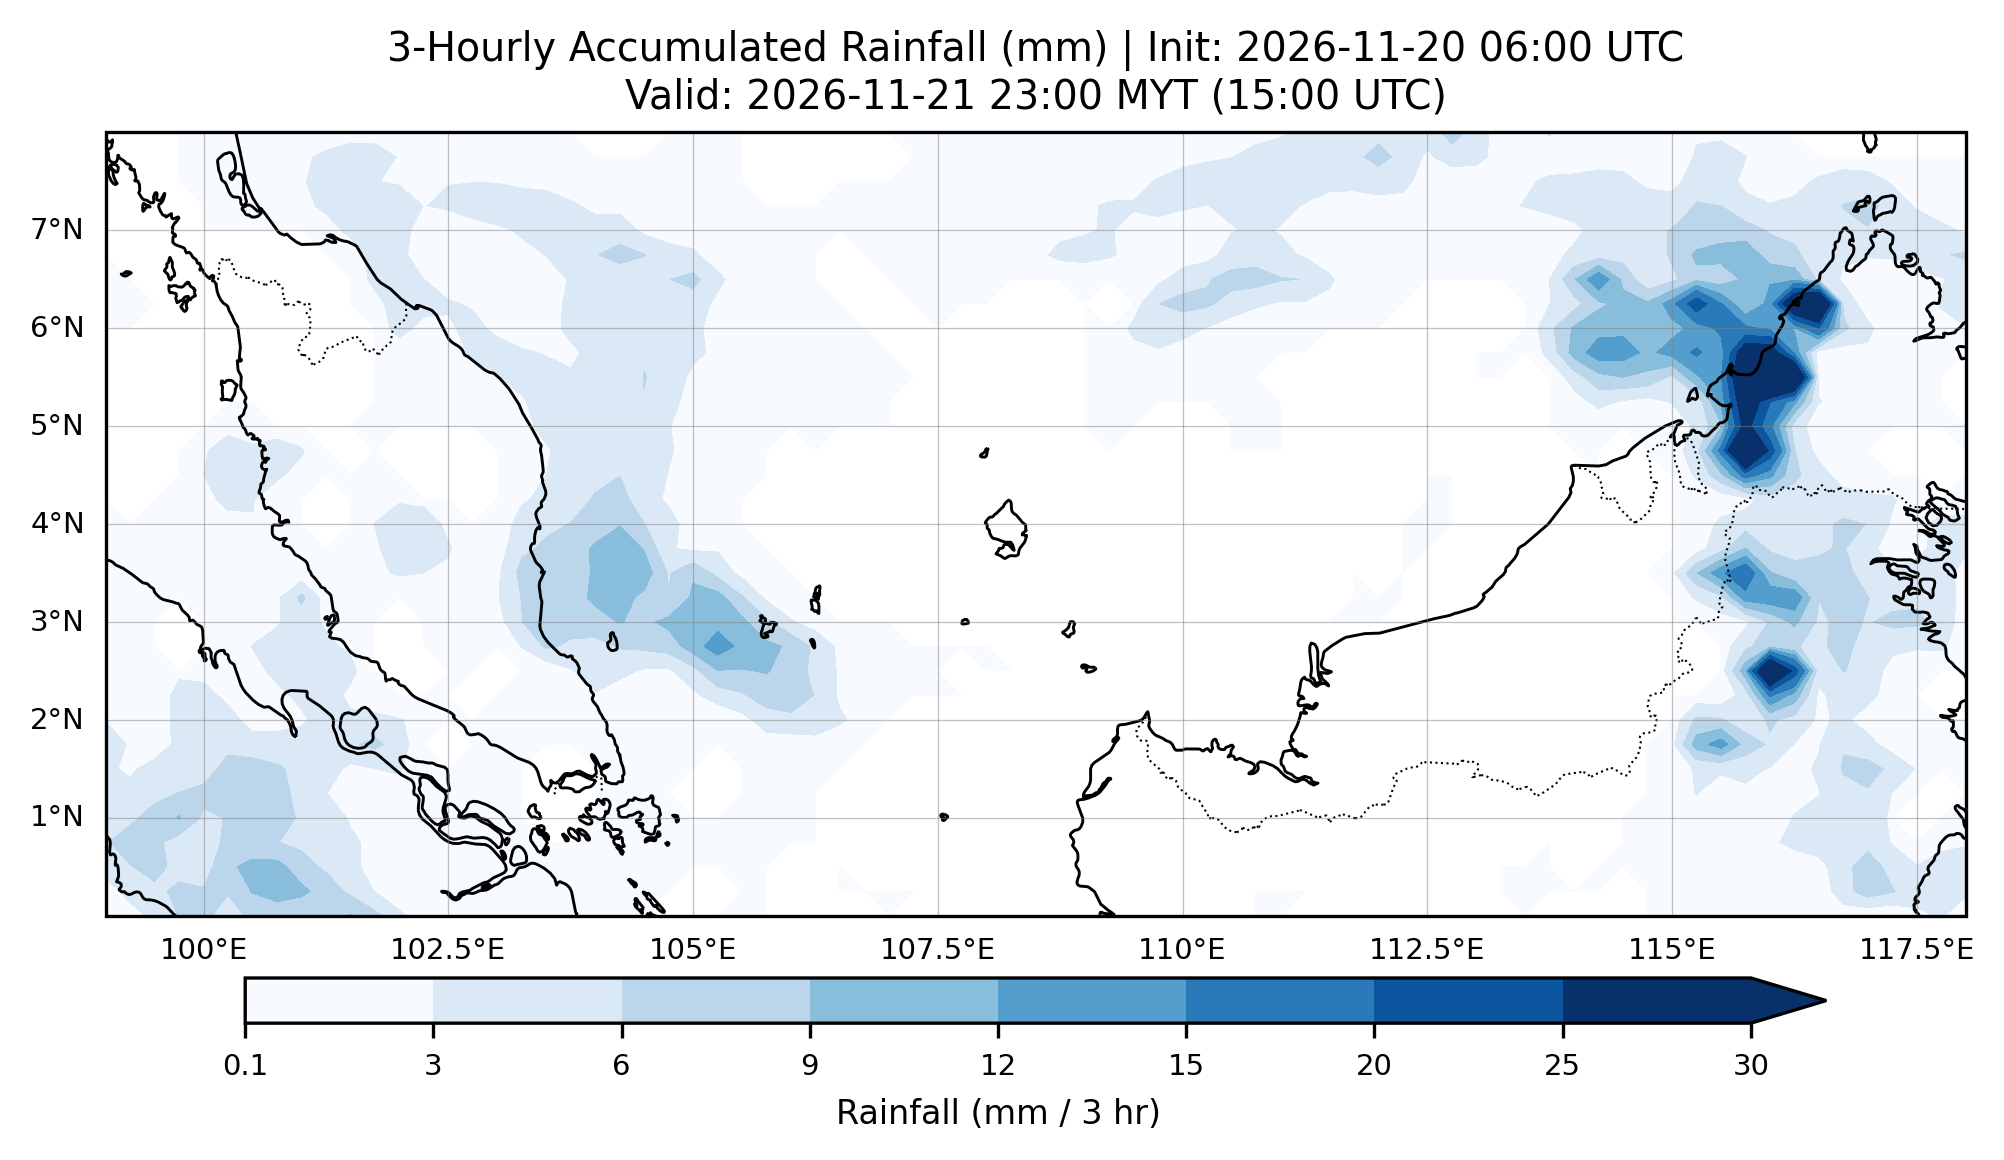 3-Hourly Accumulated Rainfall (mm) | Init: 2026-11-20 06:00 UTC
Valid: 2026-11-21 23:00 MYT (15:00 UTC)
7°N
6°N
5°N
4°N
3°N
2°N
1°N
100°E 102.5°E 105°E 107.5°E 110°E 112.5°E 115°E 117.5°E
0.1 3 6 9 12 15 20 25 30
Rainfall (mm / 3 hr)